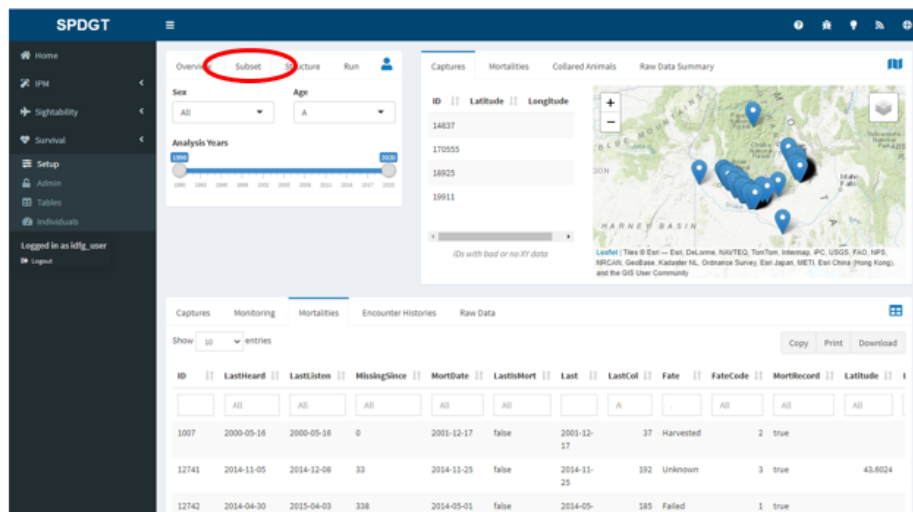 SPDGT
Home
IPM
Sightability
Survival
Setup
Admin
Tables
Individuals
Logged in as idfg_user
Logout
Overview Subset Structure Run
Sex Age
All A
Analysis Years
1990 2020
Captures Mortalities Collared Animals Raw Data Summary
ID Latitude Longitude
14837
170555
18925
19911
IDs with bad or no XY data
+
−
BLUE MOUNTAINS
Idaho
Falls
HARNEY BASIN
Leaflet | Tiles © Esri — Esri, DeLorme, NAVTEQ, TomTom, Intermap, iPC, USGS, FAO, NPS,
NRCAN, GeoBase, Kadaster NL, Ordnance Survey, Esri Japan, METI, Esri China (Hong Kong),
and the GIS User Community
Captures Monitoring Mortalities Encounter Histories Raw Data
Show 10 entries
Copy Print Download
ID LastHeard LastListen MissingSince MortDate LastIsMort Last LastCol Fate FateCode MortRecord Latitude
All All All All All A All All All
1007 2000-05-16 2000-05-16 0 2001-12-17 false 2001-12- 37 Harvested 2 true
17
12741 2014-11-05 2014-12-08 33 2014-11-25 false 2014-11- 192 Unknown 3 true 43.6024
25
12742 2014-04-30 2015-04-03 338 2014-05-01 false 2014-05- 185 Failed 1 true